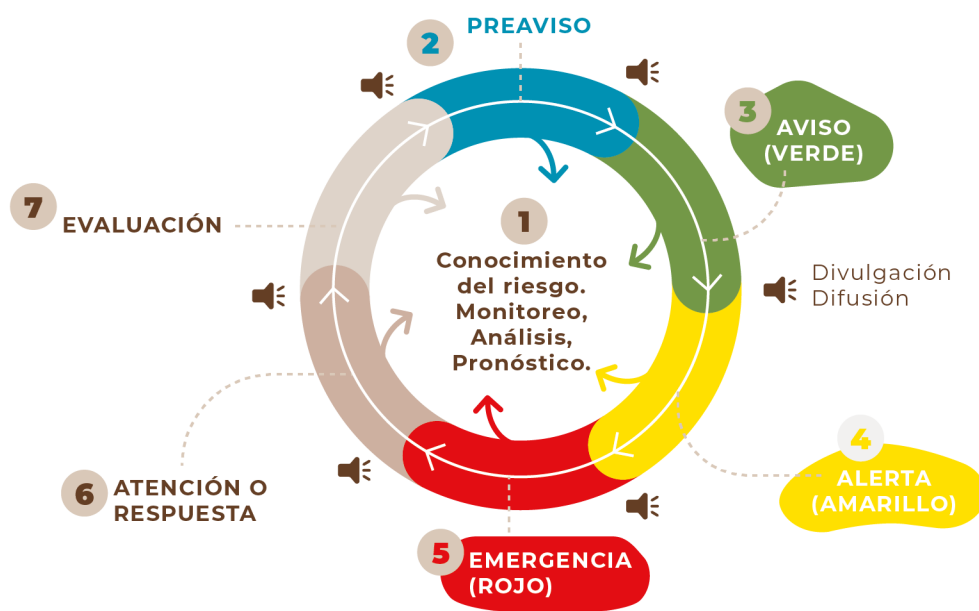 2
PREAVISO
3
AVISO
(VERDE)
7
EVALUACIÓN
1
Conocimiento
del riesgo.
Monitoreo,
Análisis,
Pronóstico.
Divulgación
Difusión
4
ALERTA
(AMARILLO)
6
ATENCIÓN O
RESPUESTA
5
EMERGENCIA
(ROJO)